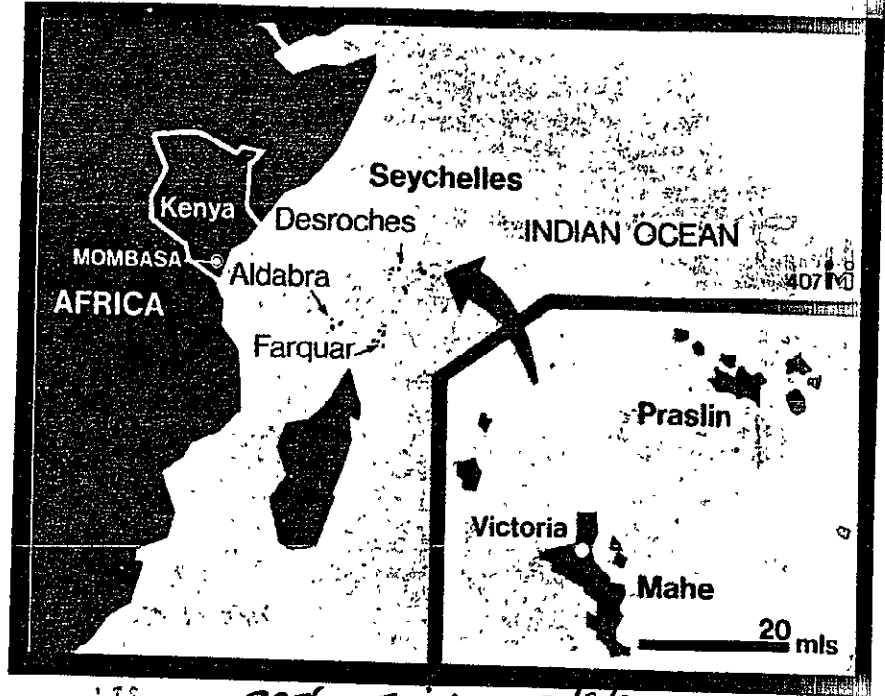 Seychelles
Kenya
Desroches
INDIAN OCEAN
MOMBASA
Aldabra
407
AFRICA
Farquar
Praslin
Victoria
Mahe
20 mls